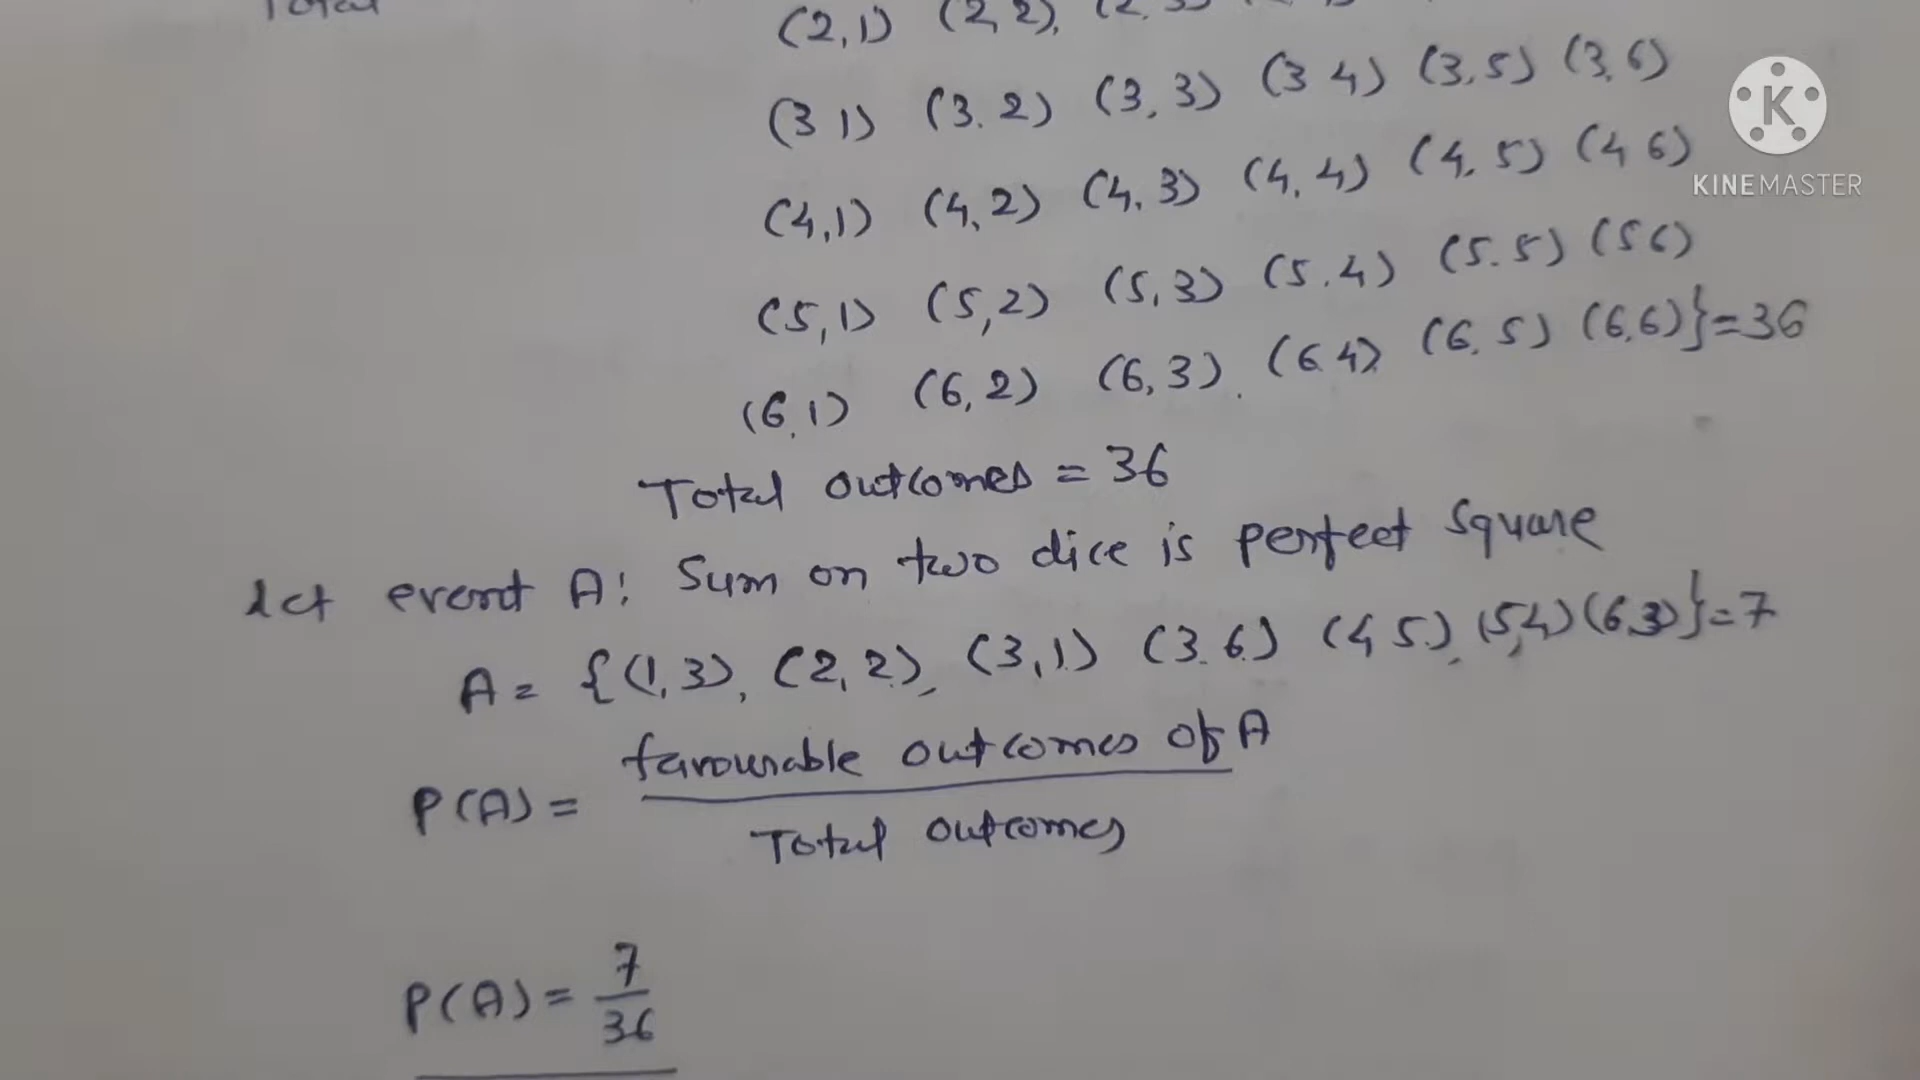 Total
(2,1) (2,2),
(3 1) (3.2) (3,3) (3 4) (3,5) (3,6)
(4,1) (4,2) (4,3) (4,4) (4,5) (4 6)
(5,1) (5,2) (5,3) (5.4) (5.5) (5 6)
(6,1) (6,2) (6,3). (6 4) (6.5) (6,6)}=36
Total outcomes = 36
let event A: Sum on two dice is perfect square
A = {(1,3), (2,2), (3,1) (3.6) (4,5), (5,4) (6,3)}=7
P(A) = favourable outcomes of A
Total outcomes
P(A) = 7
36
K
KINEMASTER